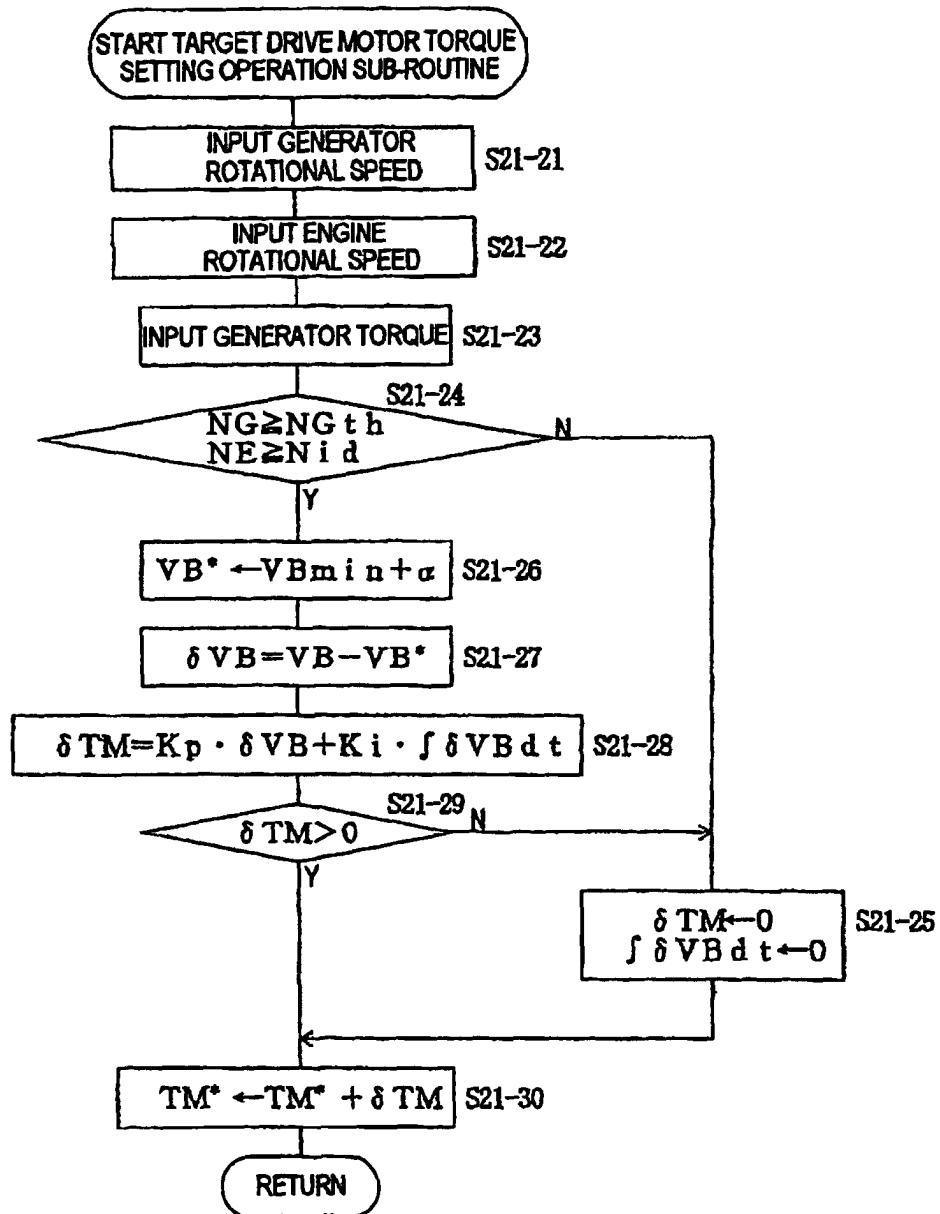 START TARGET DRIVE MOTOR TORQUE
SETTING OPERATION SUB-ROUTINE
INPUT GENERATOR
ROTATIONAL SPEED
S21-21
INPUT ENGINE
ROTATIONAL SPEED
S21-22
INPUT GENERATOR TORQUE
S21-23
S21-24
NG≧NGth
NE≧Nid
N
Y
VB* ←VBmin+α
S21-26
δVB=VB−VB*
S21-27
δTM=Kp・δVB+Ki・∫δVBdt
S21-28
S21-29
δTM>0
N
Y
δTM←0
∫δVBdt←0
S21-25
TM* ←TM* +δTM
S21-30
RETURN